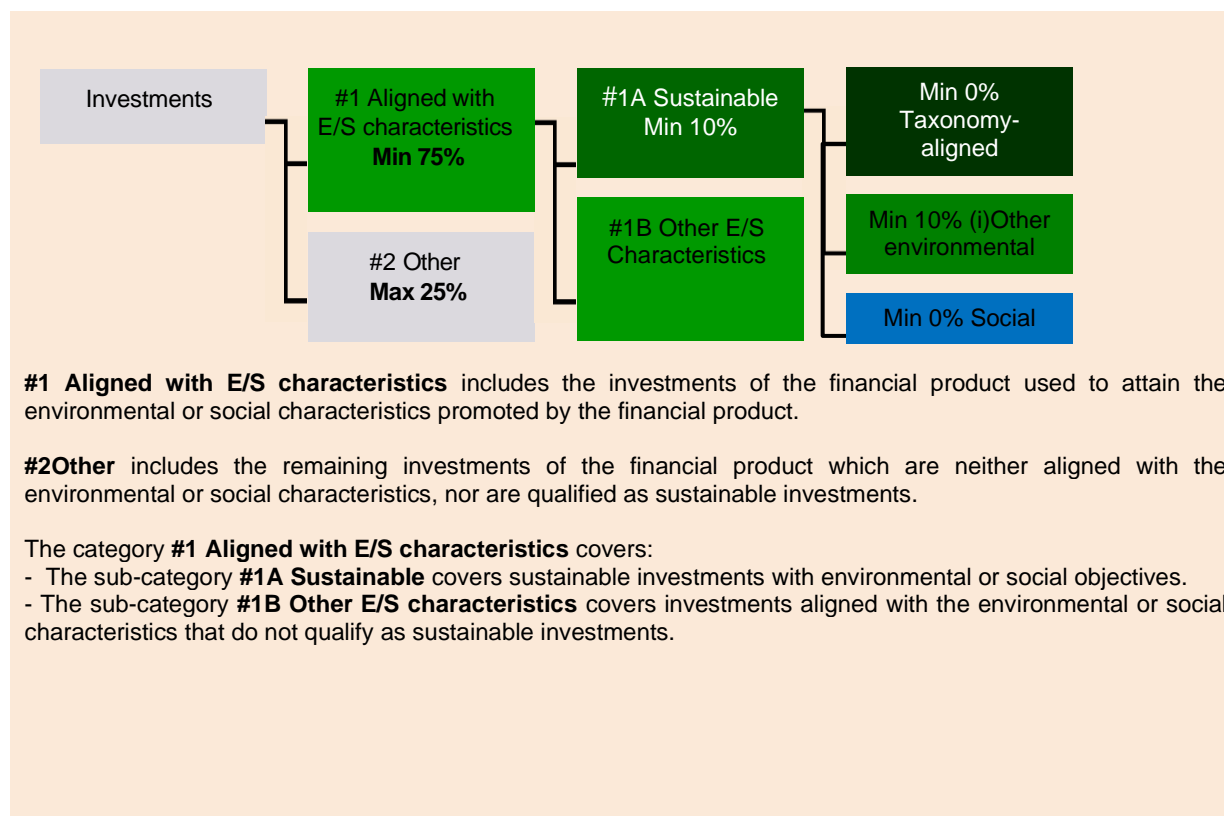 Investments
#1 Aligned with
E/S characteristics
Min 75%
#2 Other
Max 25%
#1A Sustainable
Min 10%
#1B Other E/S
Characteristics
Min 0%
Taxonomy-
aligned
Min 10% (i)Other
environmental
Min 0% Social
#1 Aligned with E/S characteristics includes the investments of the financial product used to attain the
environmental or social characteristics promoted by the financial product.
#2Other includes the remaining investments of the financial product which are neither aligned with the
environmental or social characteristics, nor are qualified as sustainable investments.
The category #1 Aligned with E/S characteristics covers:
- The sub-category #1A Sustainable covers sustainable investments with environmental or social objectives.
- The sub-category #1B Other E/S characteristics covers investments aligned with the environmental or social
characteristics that do not qualify as sustainable investments.